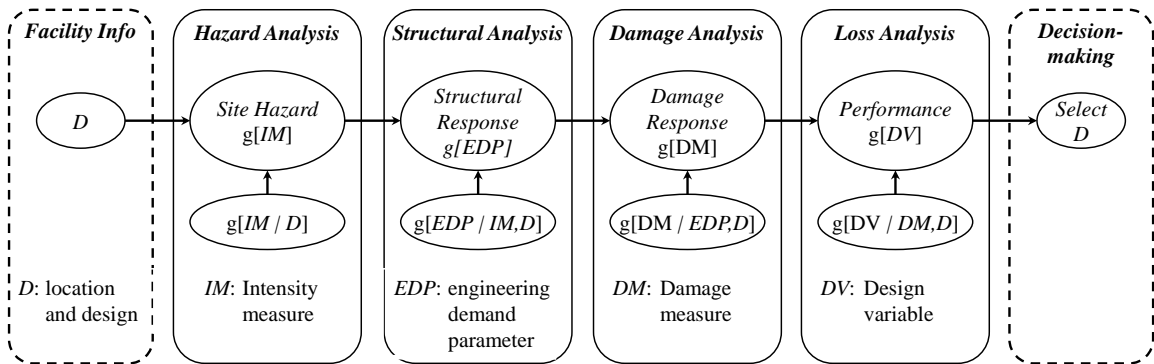 Facility Info
D
D: location
and design
Hazard Analysis
Site Hazard
g[IM]
g[IM / D]
IM: Intensity
measure
Structural Analysis
Structural
Response
g[EDP]
g[EDP / IM,D]
EDP: engineering
demand
parameter
Damage Analysis
Damage
Response
g[DM]
g[DM / EDP,D]
DM: Damage
measure
Loss Analysis
Performance
g[DV]
g[DV / DM,D]
DV: Design
variable
Decision-
making
Select
D